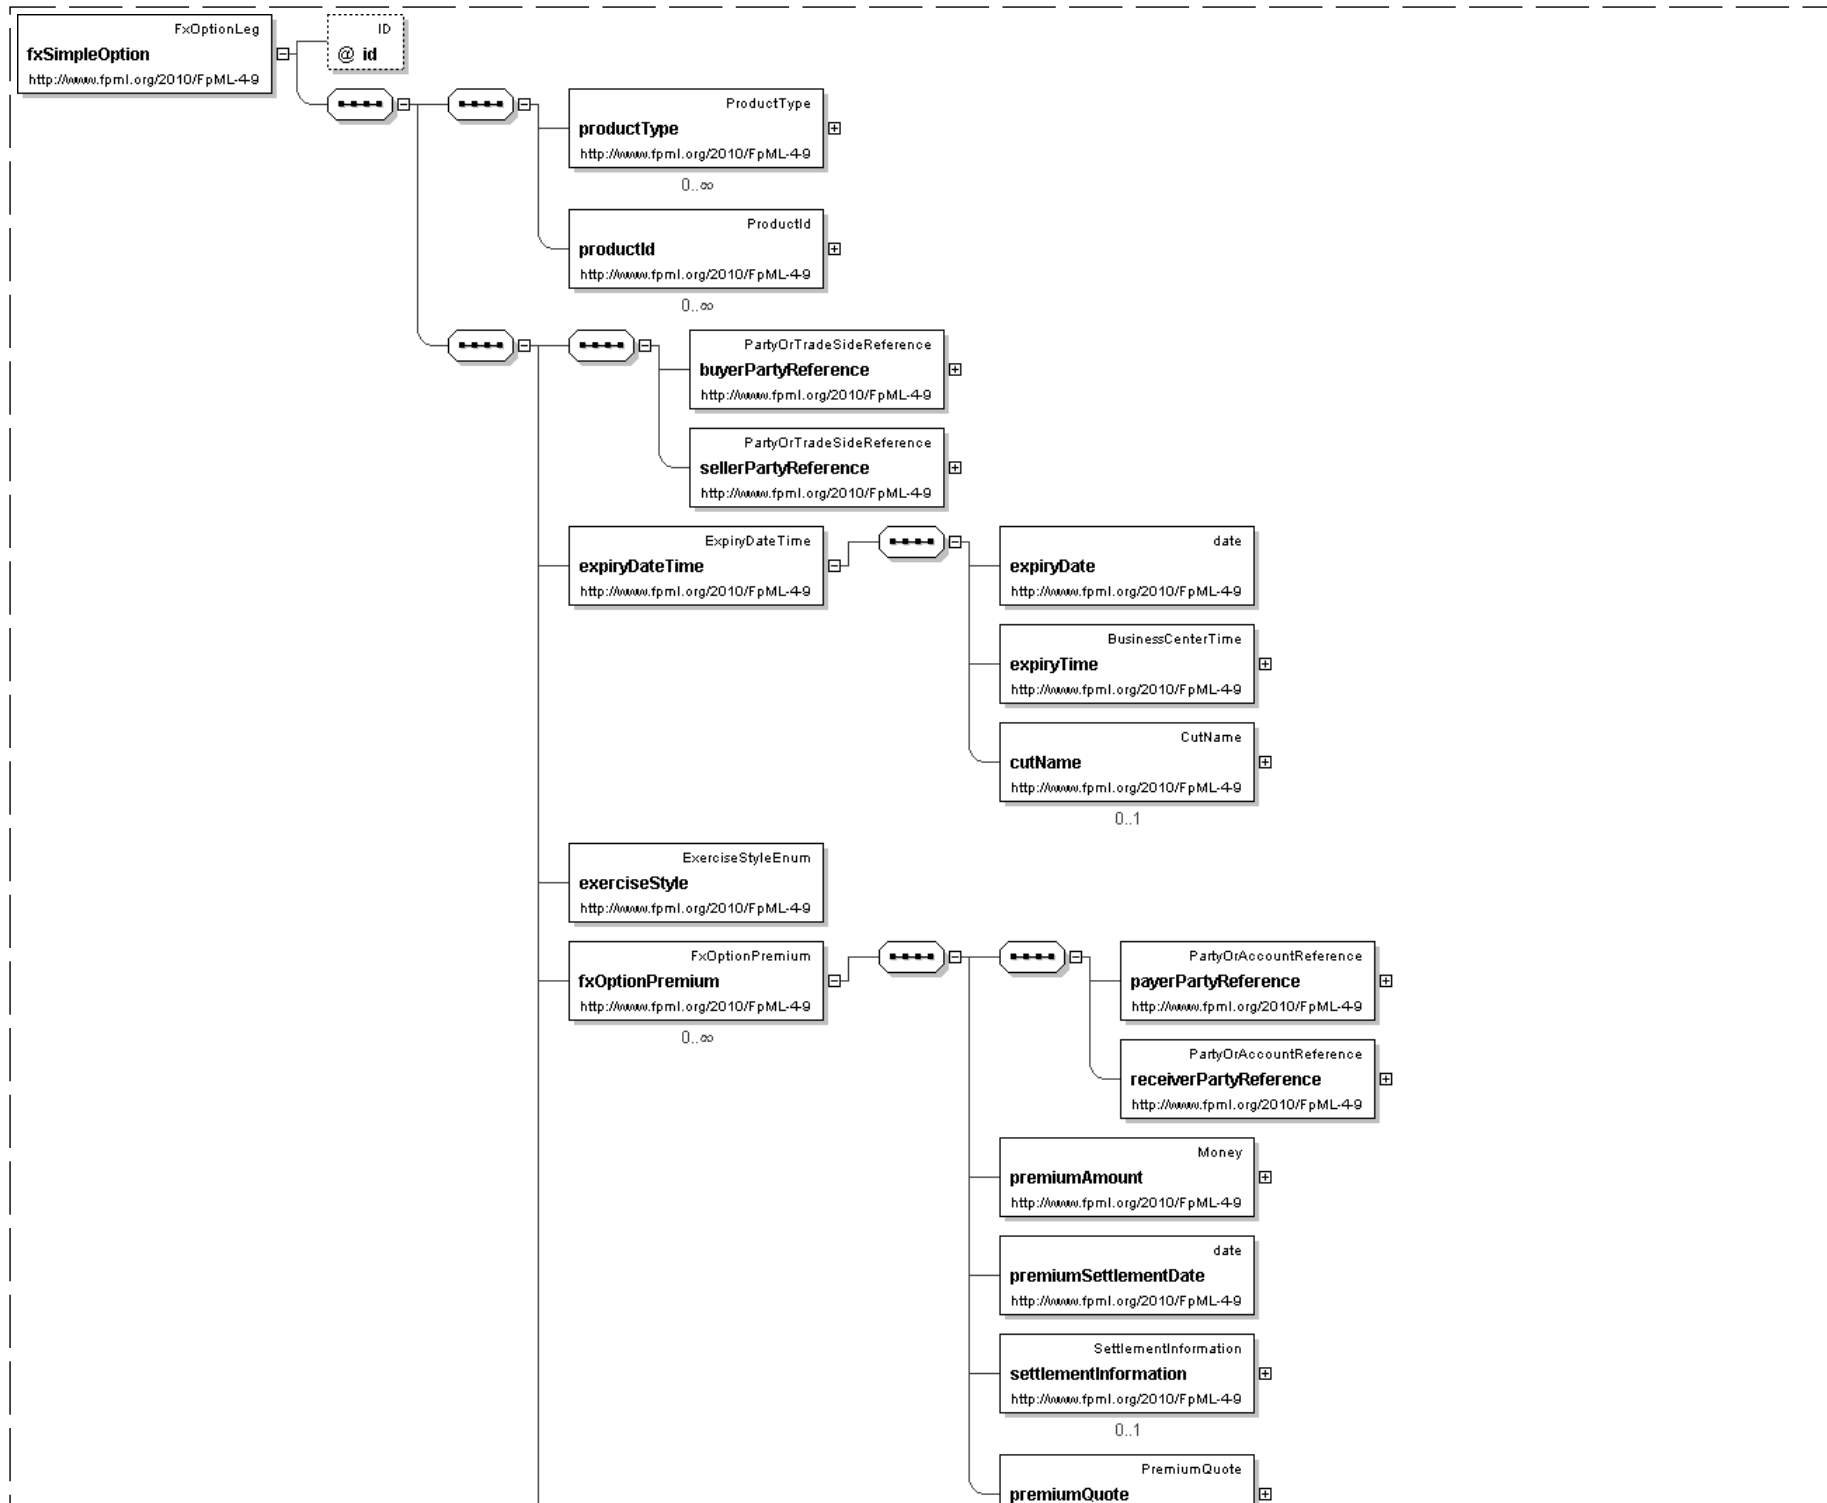 FxOptionLeg
fxSimpleOption
http://www.fpml.org/2010/FpML-4-9
ID
@ id
ProductType
productType
http://www.fpml.org/2010/FpML-4-9
0..∞
ProductId
productId
http://www.fpml.org/2010/FpML-4-9
0..∞
PartyOrTradeSideReference
buyerPartyReference
http://www.fpml.org/2010/FpML-4-9
PartyOrTradeSideReference
sellerPartyReference
http://www.fpml.org/2010/FpML-4-9
ExpiryDateTime
expiryDateTime
http://www.fpml.org/2010/FpML-4-9
date
expiryDate
http://www.fpml.org/2010/FpML-4-9
BusinessCenterTime
expiryTime
http://www.fpml.org/2010/FpML-4-9
CutName
cutName
http://www.fpml.org/2010/FpML-4-9
0..1
ExerciseStyleEnum
exerciseStyle
http://www.fpml.org/2010/FpML-4-9
FxOptionPremium
fxOptionPremium
http://www.fpml.org/2010/FpML-4-9
0..∞
PartyOrAccountReference
payerPartyReference
http://www.fpml.org/2010/FpML-4-9
PartyOrAccountReference
receiverPartyReference
http://www.fpml.org/2010/FpML-4-9
Money
premiumAmount
http://www.fpml.org/2010/FpML-4-9
date
premiumSettlementDate
http://www.fpml.org/2010/FpML-4-9
SettlementInformation
settlementInformation
http://www.fpml.org/2010/FpML-4-9
0..1
PremiumQuote
premiumQuote